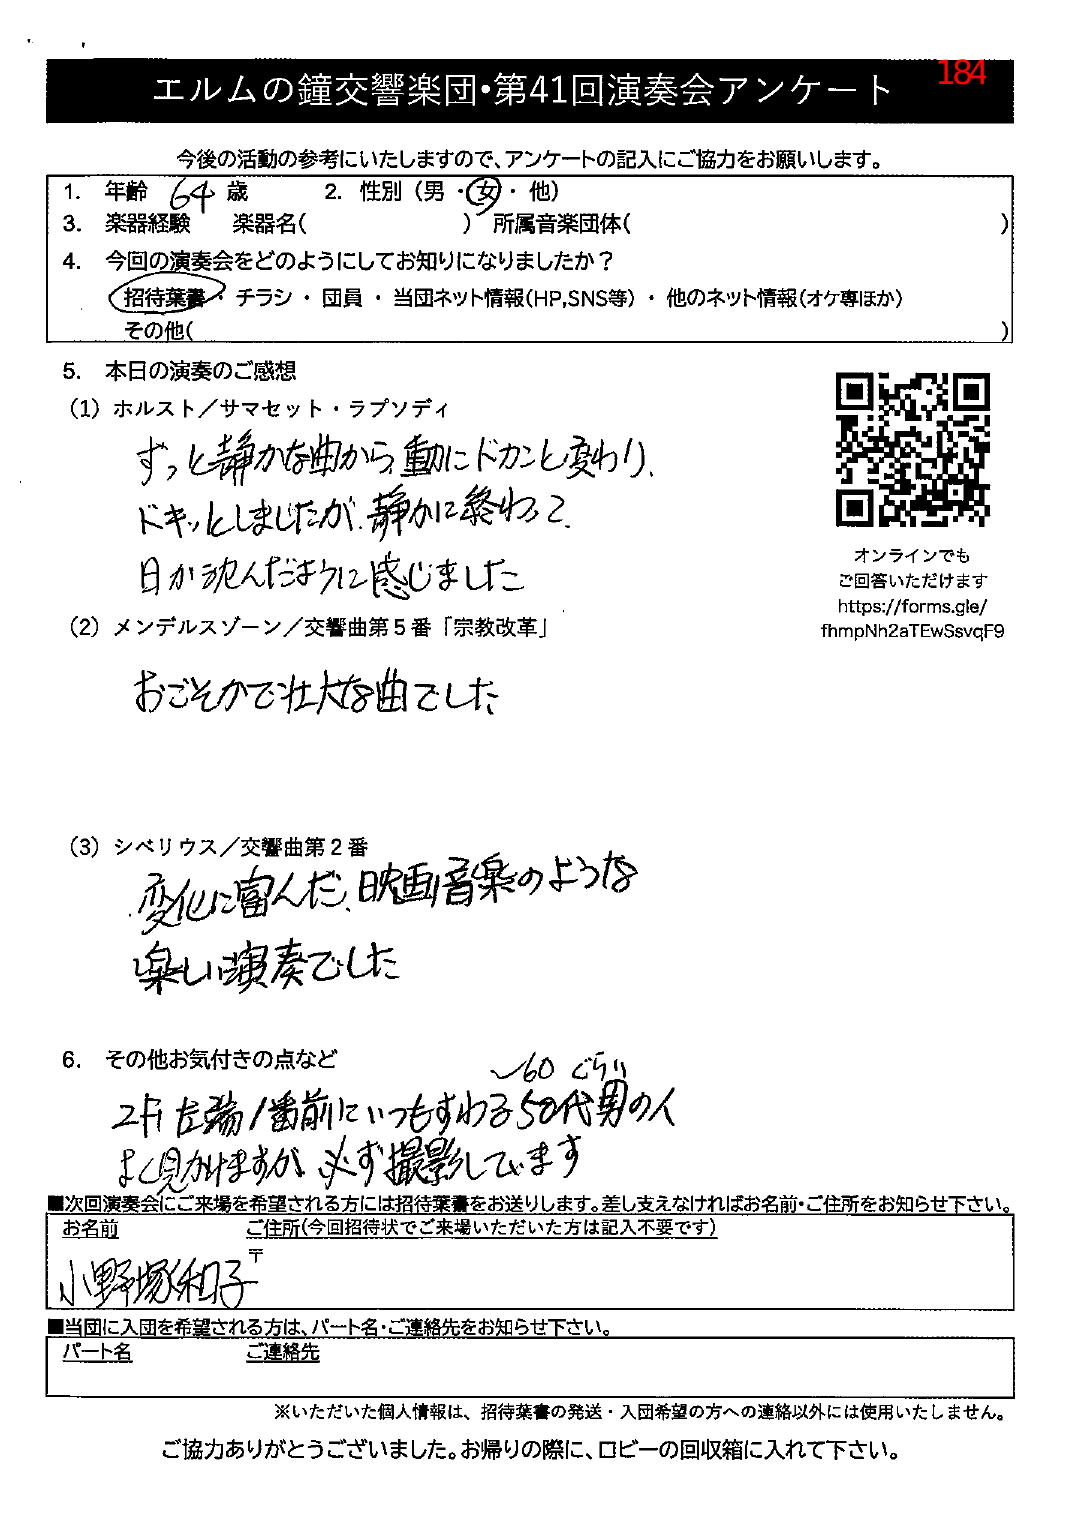 184
エルムの鐘交響楽団・第41回演奏会アンケート
今後の活動の参考にいたしますので、アンケートの記入にご協力をお願いします。
1. 年齢 64 歳 2. 性別（男 ・ 女 ・ 他）
3. 楽器経験 楽器名( ) 所属音楽団体( )
4. 今回の演奏会をどのようにしてお知りになりましたか？
招待葉書 ・ チラシ ・ 団員 ・ 当団ネット情報(HP,SNS等) ・ 他のネット情報(オケ専ほか)
その他( )
5. 本日の演奏のご感想
（1）ホルスト／サマセット・ラプソディ
ずっと静かな曲から、動にドカンと変わり、
ドキッとしましたが、静かに終わって、
日が沈んだように感じました
オンラインでも
ご回答いただけます
https://forms.gle/
fhmpNh2aTEwSsvqF9
（2）メンデルスゾーン／交響曲第５番「宗教改革」
おごそかで壮大な曲でした
（3）シベリウス／交響曲第２番
変化に富んだ、映画音楽のような
楽しい演奏でした
6. その他お気付きの点など
〜60 ぐらい
2Fi左端1番前にいつもすわる50代男の人
よく見かけますが、必ず撮影しています
■次回演奏会にご来場を希望される方には招待葉書をお送りします。差し支えなければお名前・ご住所をお知らせ下さい。
お名前 ご住所(今回招待状でご来場いただいた方は記入不要です)
〒
小野塚和子
■当団に入団を希望される方は、パート名・ご連絡先をお知らせ下さい。
パート名 ご連絡先
※いただいた個人情報は、招待葉書の発送・入団希望の方への連絡以外には使用いたしません。
ご協力ありがとうございました。お帰りの際に、ロビーの回収箱に入れて下さい。